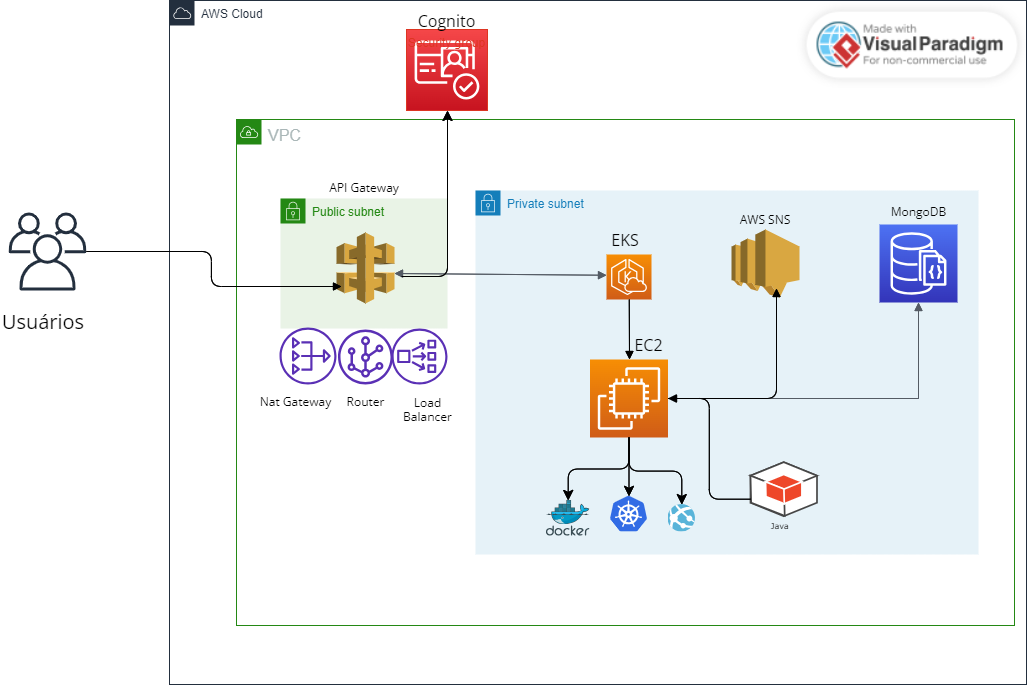 AWS Cloud
Cognito
Made with
Visual Paradigm
For non-commercial use
VPC
API Gateway
Public subnet
Private subnet
AWS SNS
MongoDB
EKS
Usuários
EC2
Nat Gateway
Router
Load
Balancer
docker
Java